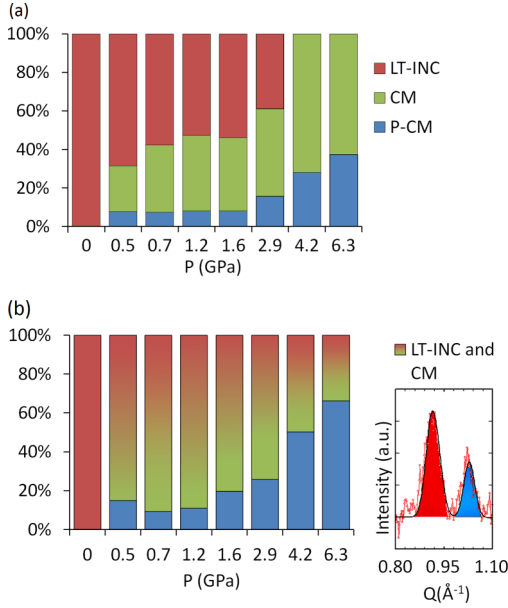 (a)
100%
80%
60%
40%
20%
0%
LT-INC
CM
P-CM
0 0.5 0.7 1.2 1.6 2.9 4.2 6.3
P (GPa)
(b)
100%
80%
60%
40%
20%
0%
0 0.5 0.7 1.2 1.6 2.9 4.2 6.3
P (GPa)
LT-INC and
CM
Intensity (a.u.)
0.80 0.95 1.10
Q(Å⁻¹)